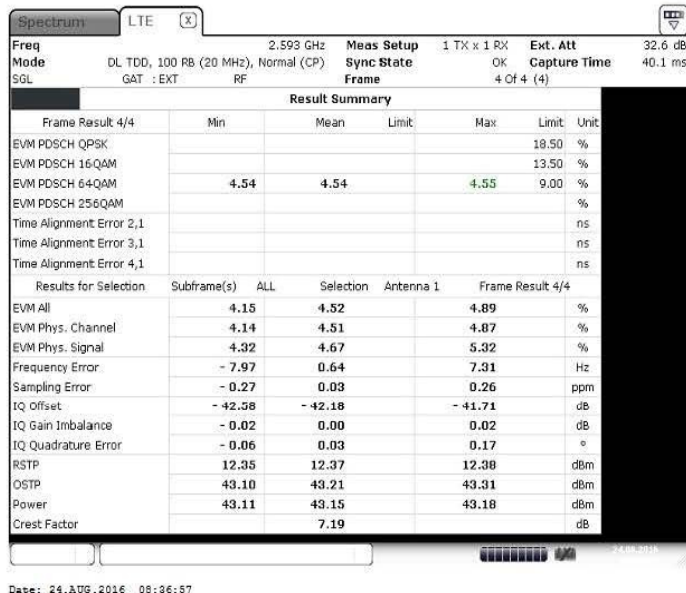 Spectrum LTE X
Freq 2.593 GHz Meas Setup 1 TX x 1 RX Ext. Att 32.6 dB
Mode DL TDD, 100 RB (20 MHz), Normal (CP) Sync State OK Capture Time 40.1 ms
SGL GAT : EXT RF Frame 4 Of 4 (4)
Result Summary
Frame Result 4/4 Min Mean Limit Max Limit Unit
EVM PDSCH QPSK 18.50 %
EVM PDSCH 16QAM 13.50 %
EVM PDSCH 64QAM 4.54 4.54 4.55 9.00 %
EVM PDSCH 256QAM %
Time Alignment Error 2,1 ns
Time Alignment Error 3,1 ns
Time Alignment Error 4,1 ns
Results for Selection Subframe(s) ALL Selection Antenna 1 Frame Result 4/4
EVM All 4.15 4.52 4.89 %
EVM Phys. Channel 4.14 4.51 4.87 %
EVM Phys. Signal 4.32 4.67 5.32 %
Frequency Error - 7.97 0.64 7.31 Hz
Sampling Error - 0.27 0.03 0.26 ppm
IQ Offset - 42.58 - 42.18 - 41.71 dB
IQ Gain Imbalance - 0.02 0.00 0.02 dB
IQ Quadrature Error - 0.06 0.03 0.17 °
RSTP 12.35 12.37 12.38 dBm
OSTP 43.10 43.21 43.31 dBm
Power 43.11 43.15 43.18 dBm
Crest Factor 7.19 dB
24.08.2016
Date: 24.AUG.2016 08:36:57